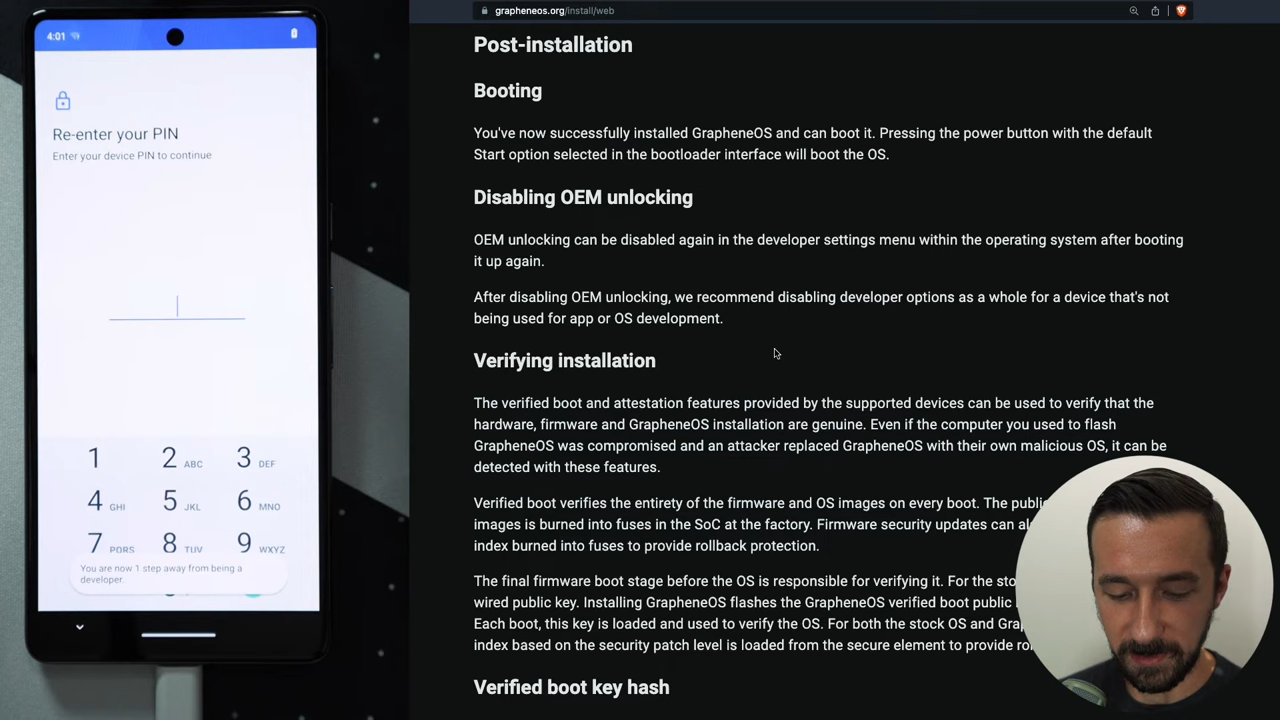 4:01
Re-enter your PIN
Enter your device PIN to continue
1
2 ABC
3 DEF
4 GHI
5 JKL
6 MNO
7 PQRS
8 TUV
9 WXYZ
You are now 1 step away from being a
developer.
grapheneos.org/install/web
Post-installation
Booting
You've now successfully installed GrapheneOS and can boot it. Pressing the power button with the default
Start option selected in the bootloader interface will boot the OS.
Disabling OEM unlocking
OEM unlocking can be disabled again in the developer settings menu within the operating system after booting
it up again.
After disabling OEM unlocking, we recommend disabling developer options as a whole for a device that's not
being used for app or OS development.
Verifying installation
The verified boot and attestation features provided by the supported devices can be used to verify that the
hardware, firmware and GrapheneOS installation are genuine. Even if the computer you used to flash
GrapheneOS was compromised and an attacker replaced GrapheneOS with their own malicious OS, it can be
detected with these features.
Verified boot verifies the entirety of the firmware and OS images on every boot. The
images is burned into fuses in the SoC at the factory. Firmware security updates can
index burned into fuses to provide rollback protection.
The final firmware boot stage before the OS is responsible for verifying it. For the
wired public key. Installing GrapheneOS flashes the GrapheneOS verified boot public
Each boot, this key is loaded and used to verify the OS. For both the stock OS and
index based on the security patch level is loaded from the secure element to provide
Verified boot key hash